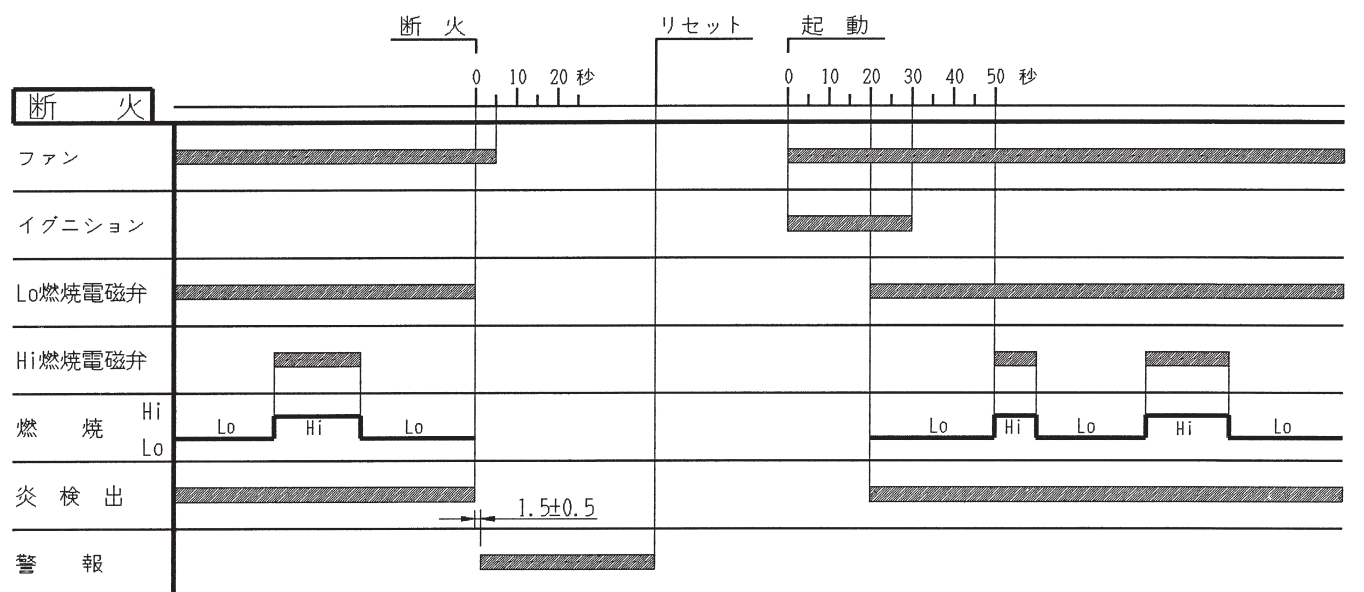 断 火 リセット 起 動
0 10 20 秒 0 10 20 30 40 50 秒
断 火
ファン
イグニション
Lo燃焼電磁弁
Hi燃焼電磁弁
燃 焼 Hi Lo Hi Lo Lo Hi Lo Hi Lo
Lo
炎 検 出
1.5±0.5
警 報